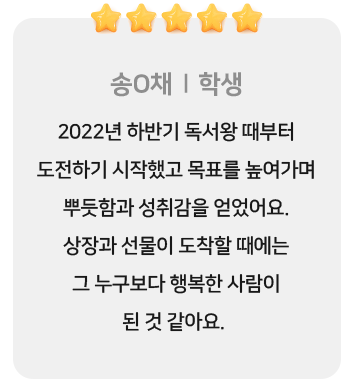 송O채 | 학생
2022년 하반기 독서왕 때부터
도전하기 시작했고 목표를 높여가며
뿌듯함과 성취감을 얻었어요.
상장과 선물이 도착할 때에는
그 누구보다 행복한 사람이
된 것 같아요.